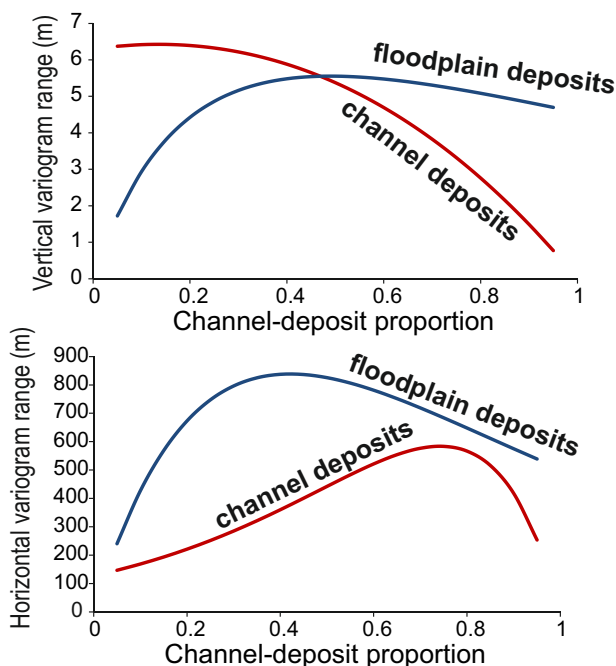 Vertical variogram range (m)
7
6
5
4
3
2
1
0
floodplain deposits
channel deposits
0 0.2 0.4 0.6 0.8 1
Channel-deposit proportion
Horizontal variogram range (m)
900
800
700
600
500
400
300
200
100
0
floodplain deposits
channel deposits
0 0.2 0.4 0.6 0.8 1
Channel-deposit proportion